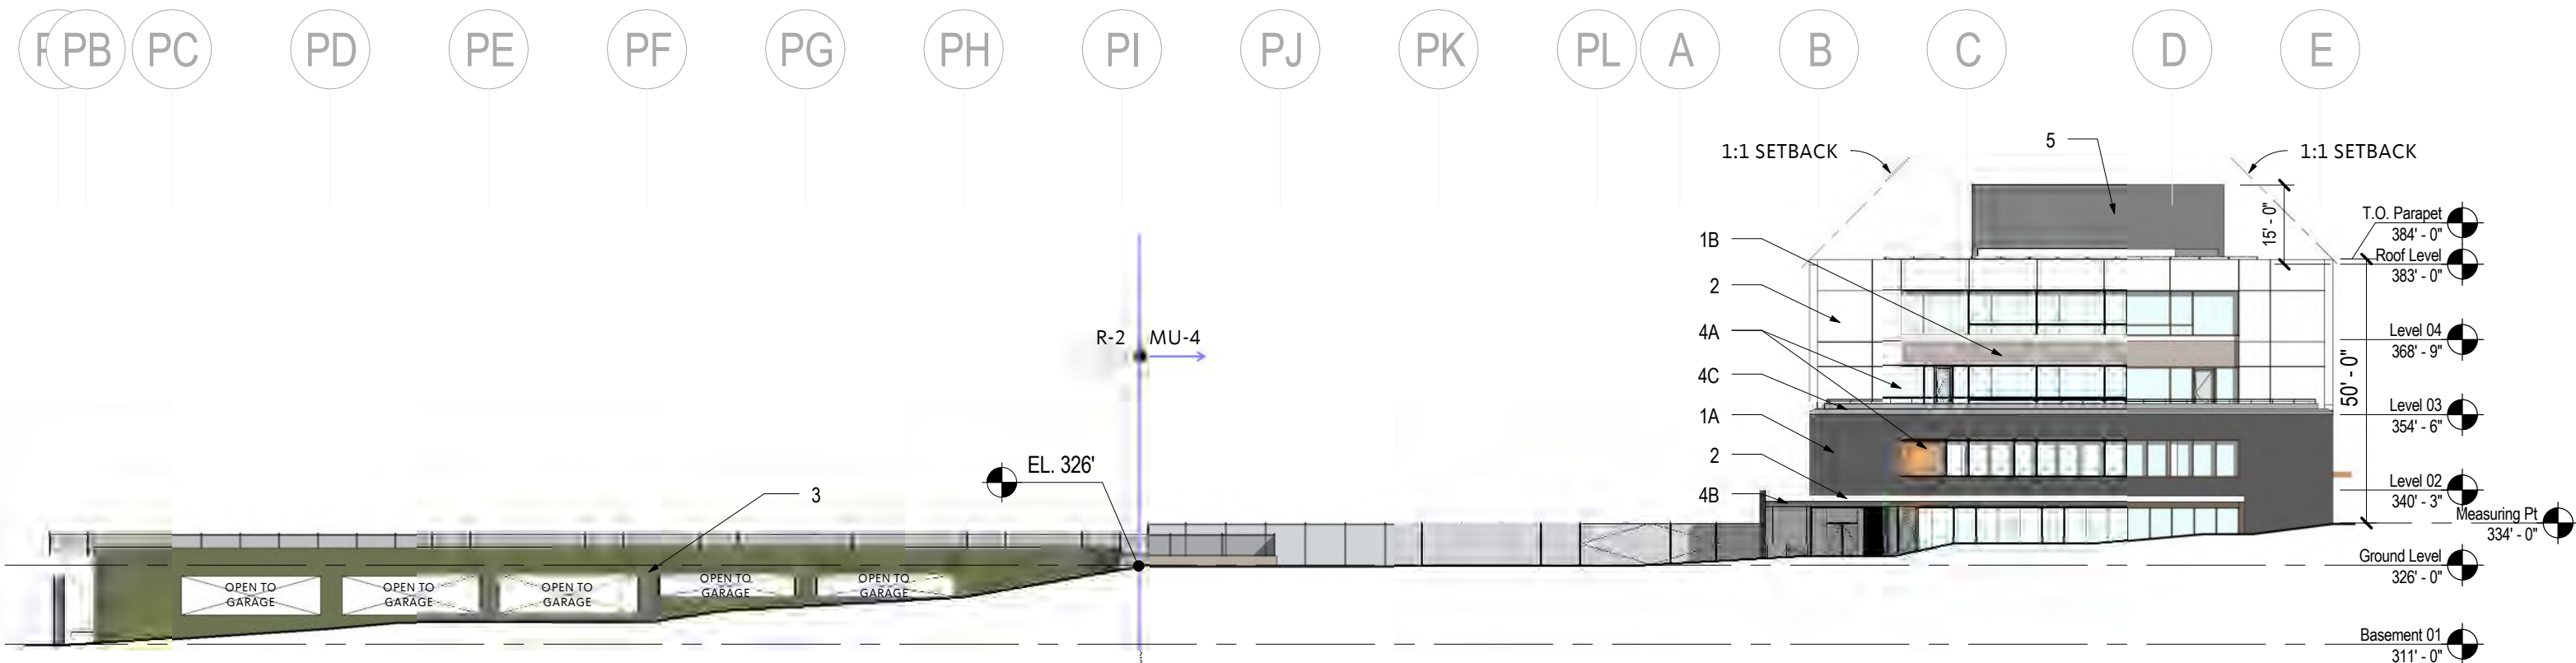 PB PC PD PE PF PG PH PI PJ PK PL A B C D E
1:1 SETBACK
5
1:1 SETBACK
15' - 0"
T.O. Parapet
384' - 0"
Roof Level
383' - 0"
1B
2
4A
4C
1A
2
4B
R-2 MU-4
Level 04
368' - 9"
50' - 0"
Level 03
354' - 6"
EL. 326'
3
Level 02
340' - 3"
Measuring Pt
334' - 0"
Ground Level
326' - 0"
OPEN TO
GARAGE
OPEN TO
GARAGE
OPEN TO
GARAGE
OPEN TO
GARAGE
OPEN TO
GARAGE
Basement 01
311' - 0"